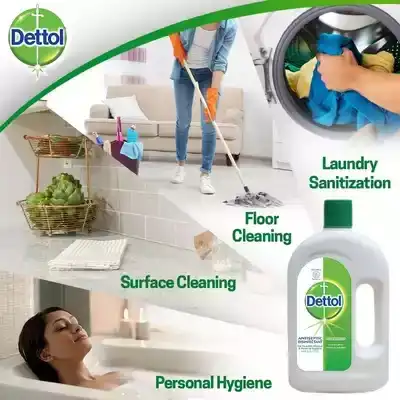 Dettol
Laundry
Sanitization
Floor
Cleaning
Surface Cleaning
Dettol
ANTISEPTIC
DISINFECTANT
Personal Hygiene